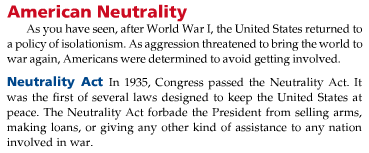 American Neutrality
As you have seen, after World War I, the United States returned to
a policy of isolationism. As aggression threatened to bring the world to
war again, Americans were determined to avoid getting involved.
Neutrality Act In 1935, Congress passed the Neutrality Act. It
was the first of several laws designed to keep the United States at
peace. The Neutrality Act forbade the President from selling arms,
making loans, or giving any other kind of assistance to any nation
involved in war.